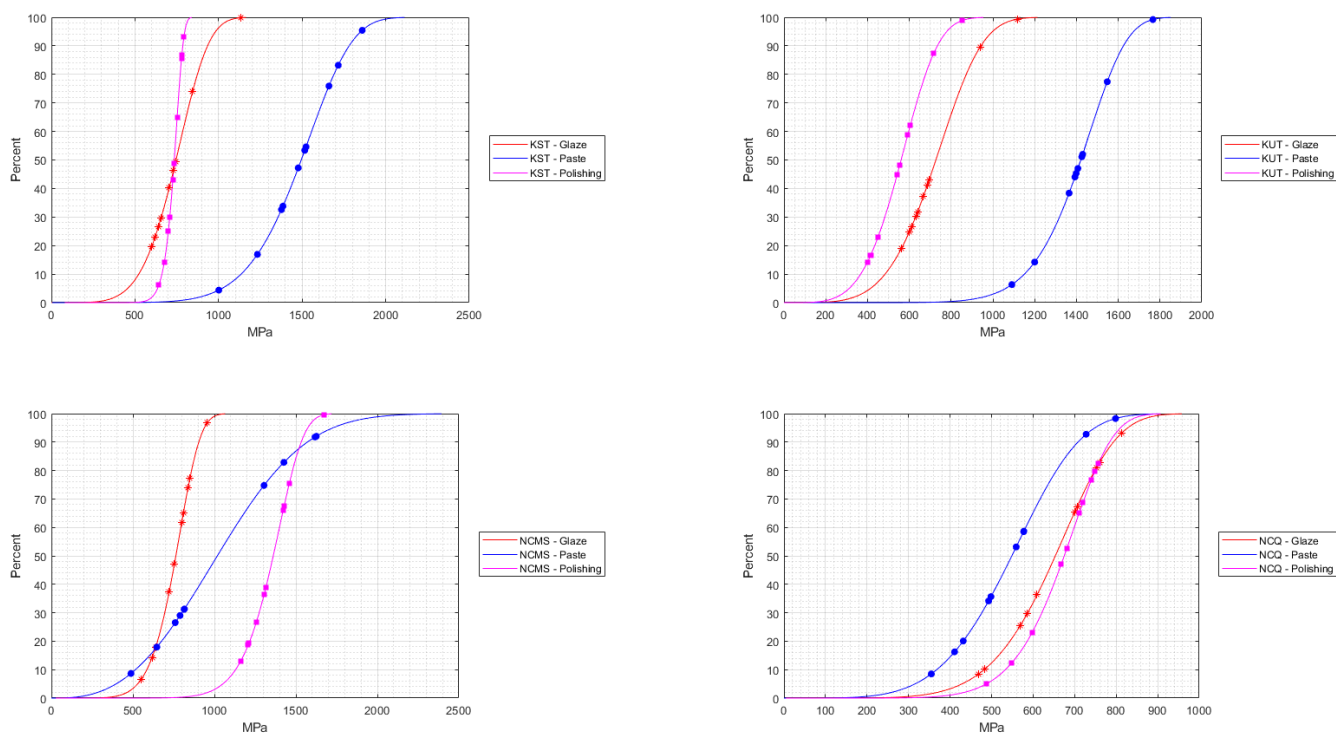 100
90
80
70
60
50
40
30
20
10
0
Percent
0 500 1000 1500 2000 2500
MPa
KST - Glaze
KST - Paste
KST - Polishing
100
90
80
70
60
50
40
30
20
10
0
Percent
0 200 400 600 800 1000 1200 1400 1600 1800 2000
MPa
KUT - Glaze
KUT - Paste
KUT - Polishing
100
90
80
70
60
50
40
30
20
10
0
Percent
0 500 1000 1500 2000 2500
MPa
NCMS - Glaze
NCMS - Paste
NCMS - Polishing
100
90
80
70
60
50
40
30
20
10
0
Percent
0 100 200 300 400 500 600 700 800 900 1000
MPa
NCQ - Glaze
NCQ - Paste
NCQ - Polishing